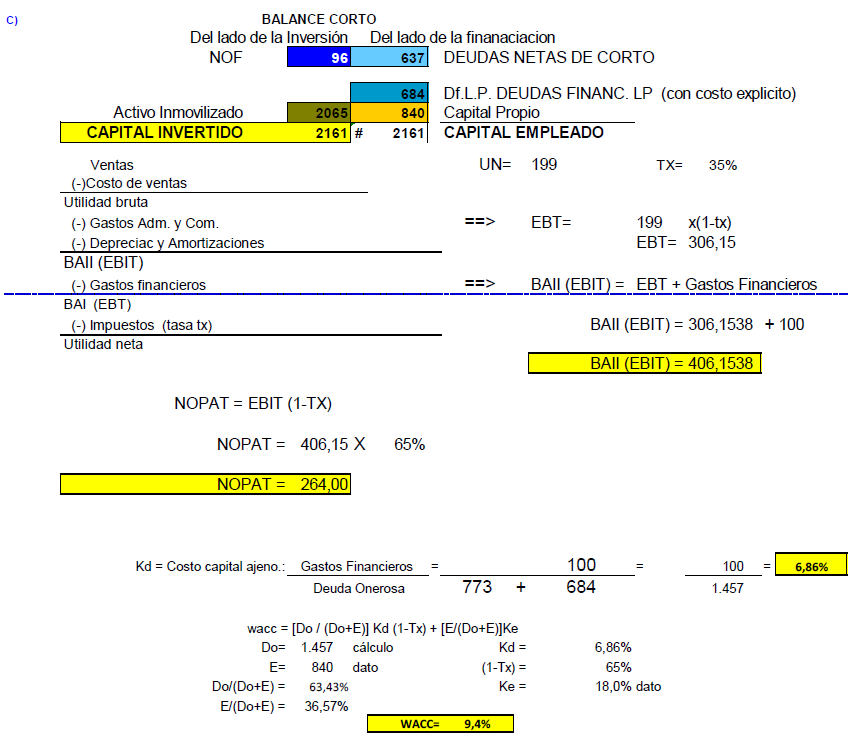 c)
BALANCE CORTO
Del lado de la Inversión Del lado de la finanaciacion
NOF 96 637 DEUDAS NETAS DE CORTO
684 Df.L.P. DEUDAS FINANC. LP (con costo explicito)
Activo Inmovilizado 2065 840 Capital Propio
CAPITAL INVERTIDO 2161 # 2161 CAPITAL EMPLEADO
Ventas UN= 199 TX= 35%
(-)Costo de ventas
Utilidad bruta
(-) Gastos Adm. y Com. ==> EBT= 199 x(1-tx)
(-) Depreciac y Amortizaciones EBT= 306,15
BAII (EBIT)
(-) Gastos financieros ==> BAII (EBIT) = EBT + Gastos Financieros
BAI (EBT)
(-) Impuestos (tasa tx) BAII (EBIT) = 306,1538 + 100
Utilidad neta
BAII (EBIT) = 406,1538
NOPAT = EBIT (1-TX)
NOPAT = 406,15 X 65%
NOPAT = 264,00
Kd = Costo capital ajeno.: Gastos Financieros = 100 = 100 = 6,86%
Deuda Onerosa 773 + 684 1.457
wacc = [Do / (Do+E)] Kd (1-Tx) + [E/(Do+E)]Ke
Do= 1.457 cálculo Kd = 6,86%
E= 840 dato (1-Tx) = 65%
Do/(Do+E) = 63,43% Ke = 18,0% dato
E/(Do+E) = 36,57%
WACC= 9,4%